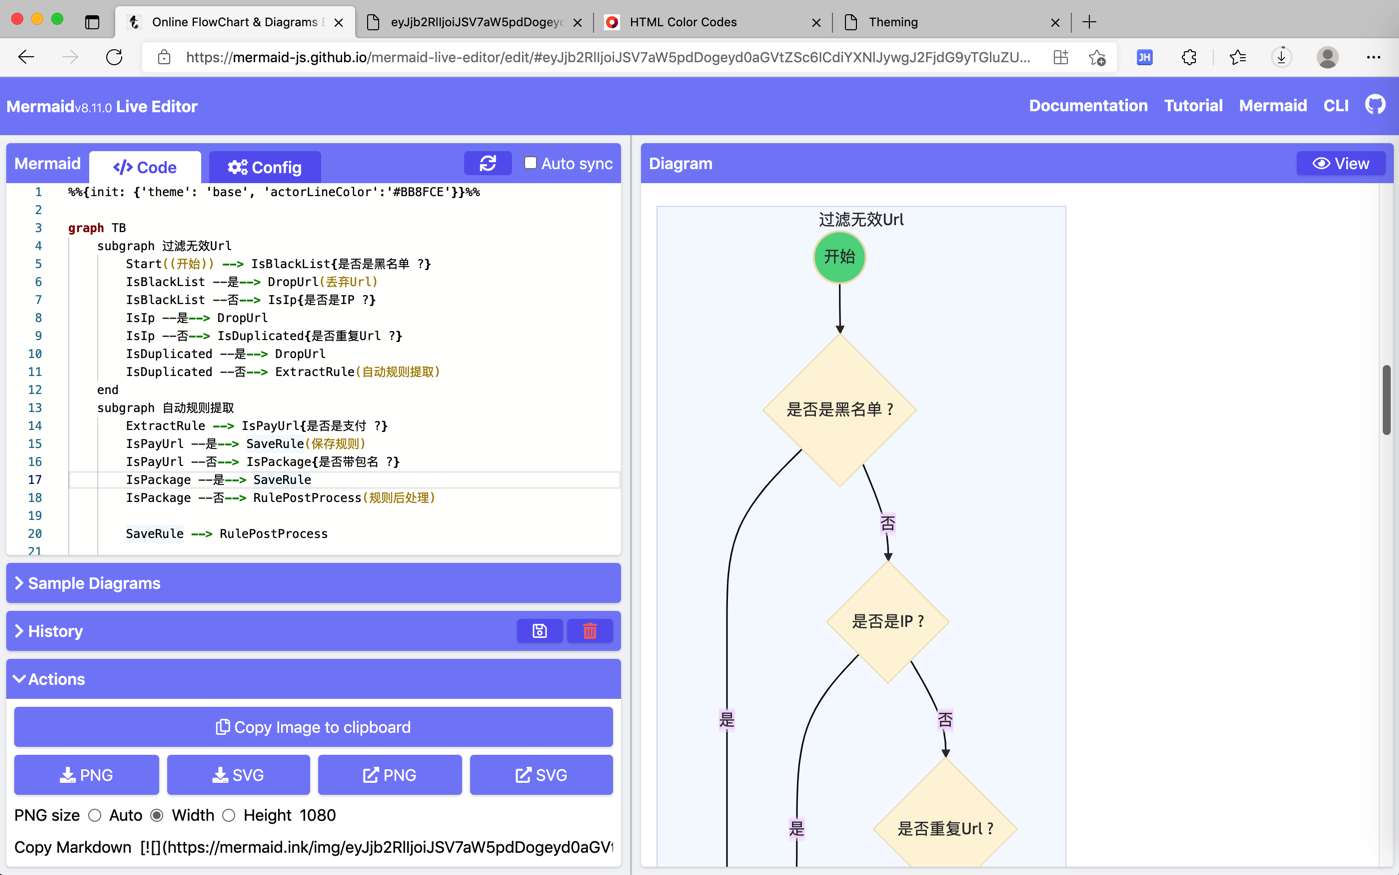 Online FlowChart & Diagrams E
eyJjb2RlIjoiJSV7aW5pdDogeyc
HTML Color Codes
Theming
https://mermaid-js.github.io/mermaid-live-editor/edit/#eyJjb2RlIjoiJSV7aW5pdDogeyd0aGVtZSc6ICdiYXNlJywgJ2FjdG9yTGluZU...
JH
Mermaidv8.11.0 Live Editor
Documentation Tutorial Mermaid CLI
Mermaid
Code
Config
Auto sync
1 %%{init: {'theme': 'base', 'actorLineColor':'#BB8FCE'}}%%
2
3 graph TB
4 subgraph 过滤无效Url
5 Start((开始)) --> IsBlackList{是否是黑名单 ?}
6 IsBlackList --是--> DropUrl(丢弃Url)
7 IsBlackList --否--> IsIp{是否是IP ?}
8 IsIp --是--> DropUrl
9 IsIp --否--> IsDuplicated{是否重复Url ?}
10 IsDuplicated --是--> DropUrl
11 IsDuplicated --否--> ExtractRule(自动规则提取)
12 end
13 subgraph 自动规则提取
14 ExtractRule --> IsPayUrl{是否是支付 ?}
15 IsPayUrl --是--> SaveRule(保存规则)
16 IsPayUrl --否--> IsPackage{是否带包名 ?}
17 IsPackage --是--> SaveRule
18 IsPackage --否--> RulePostProcess(规则后处理)
19
20 SaveRule --> RulePostProcess
21
Sample Diagrams
History
Actions
Copy Image to clipboard
PNG
SVG
PNG
SVG
PNG size Auto Width Height 1080
Copy Markdown [![](https://mermaid.ink/img/eyJjb2RlIjoiJSV7aW5pdDogeyd0aGVt
Diagram
View
过滤无效Url
开始
是否是黑名单 ?
否
是否是IP ?
是
否
是
是否重复Url ?